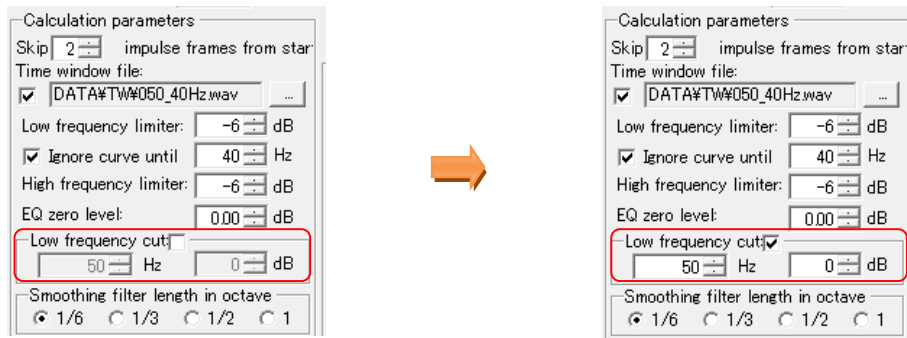 Calculation parameters
Skip 2 impulse frames from star
Time window file:
DATA¥TW¥050_40Hz.wav ...
Low frequency limiter: -6 dB
Ignore curve until 40 Hz
High frequency limiter: -6 dB
EQ zero level: 0.00 dB
Low frequency cut:
50 Hz 0 dB
Smoothing filter length in octave
1/6 1/3 1/2 1
Calculation parameters
Skip 2 impulse frames from star
Time window file:
DATA¥TW¥050_40Hz.wav ...
Low frequency limiter: -6 dB
Ignore curve until 40 Hz
High frequency limiter: -6 dB
EQ zero level: 0.00 dB
Low frequency cut:
50 Hz 0 dB
Smoothing filter length in octave
1/6 1/3 1/2 1